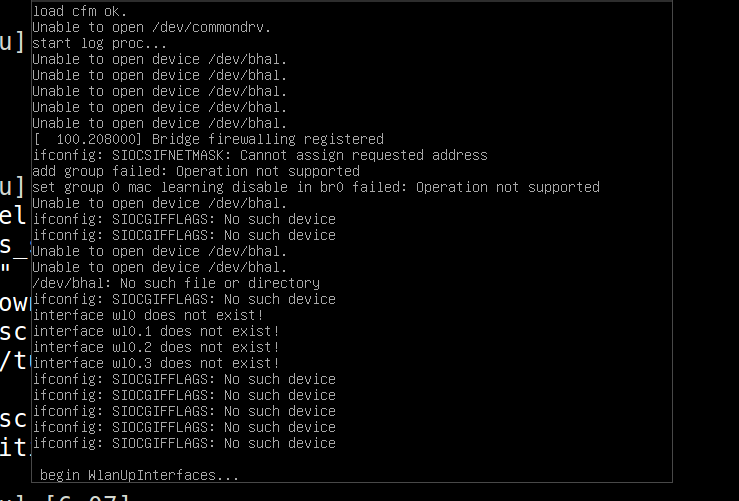 load cfm ok.
Unable to open /dev/commondrv.
start log proc...
Unable to open device /dev/bhal.
Unable to open device /dev/bhal.
Unable to open device /dev/bhal.
Unable to open device /dev/bhal.
Unable to open device /dev/bhal.
[  100.208000] Bridge firewalling registered
ifconfig: SIOCSIFNETMASK: Cannot assign requested address
add group failed: Operation not supported
set group 0 mac learning disable in br0 failed: Operation not supported
Unable to open device /dev/bhal.
ifconfig: SIOCGIFFLAGS: No such device
ifconfig: SIOCGIFFLAGS: No such device
Unable to open device /dev/bhal.
Unable to open device /dev/bhal.
/dev/bhal: No such file or directory
ifconfig: SIOCGIFFLAGS: No such device
interface wl0 does not exist!
interface wl0.1 does not exist!
interface wl0.2 does not exist!
interface wl0.3 does not exist!
ifconfig: SIOCGIFFLAGS: No such device
ifconfig: SIOCGIFFLAGS: No such device
ifconfig: SIOCGIFFLAGS: No such device
ifconfig: SIOCGIFFLAGS: No such device
ifconfig: SIOCGIFFLAGS: No such device
begin WlanUpInterfaces...
u]
u]
el
s_
"
ow
sc
/t
sc
it